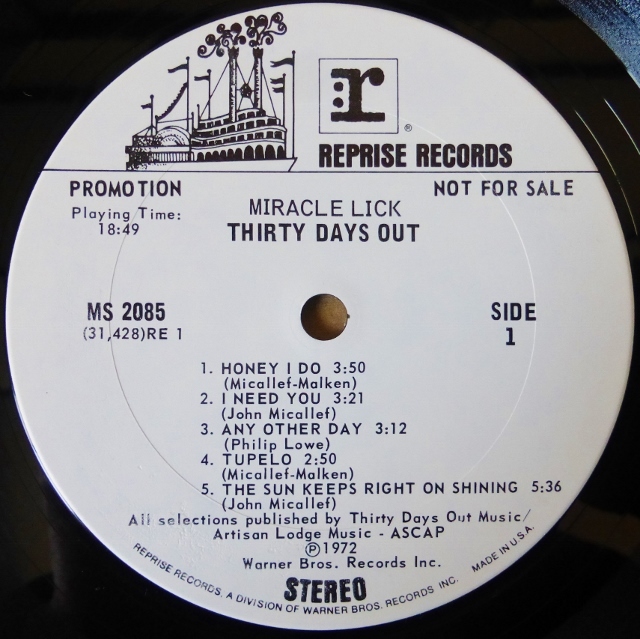 r
®
REPRISE RECORDS
PROMOTION
NOT FOR SALE
Playing Time:
18:49
MIRACLE LICK
THIRTY DAYS OUT
MS 2085
(31,428)RE 1
SIDE
1
1. HONEY I DO 3:50
(Micallef-Malken)
2. I NEED YOU 3:21
(John Micallef)
3. ANY OTHER DAY 3:12
(Philip Lowe)
4. TUPELO 2:50
(Micallef-Malken)
5. THE SUN KEEPS RIGHT ON SHINING 5:36
(John Micallef)
All selections published by Thirty Days Out Music/
Artisan Lodge Music - ASCAP
Ⓟ1972
Warner Bros. Records Inc.
STEREO
REPRISE RECORDS, A DIVISION OF WARNER BROS. RECORDS INC. MADE IN U.S.A.